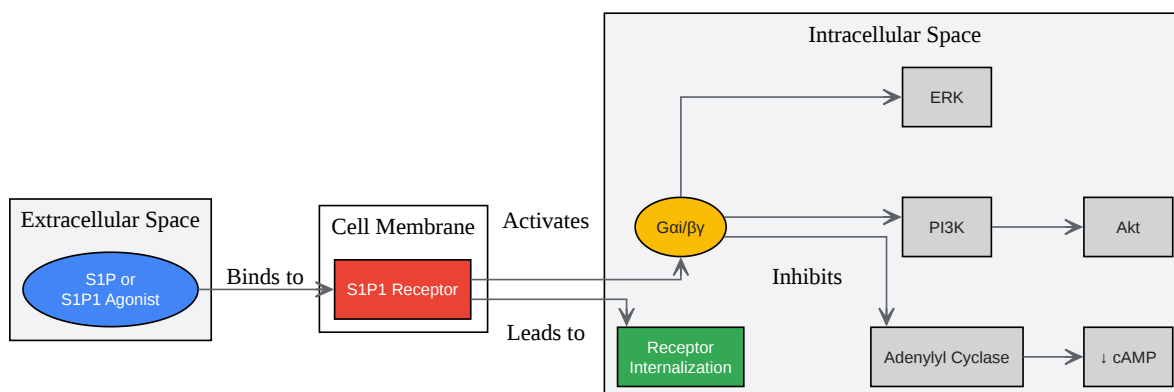 Intracellular Space
ERK
Extracellular Space
Cell Membrane
Activates
Gαi/βγ
PI3K
Akt
S1P or
S1P1 Agonist
Binds to
S1P1 Receptor
Inhibits
Leads to
Receptor
Internalization
Adenylyl Cyclase
↓ cAMP